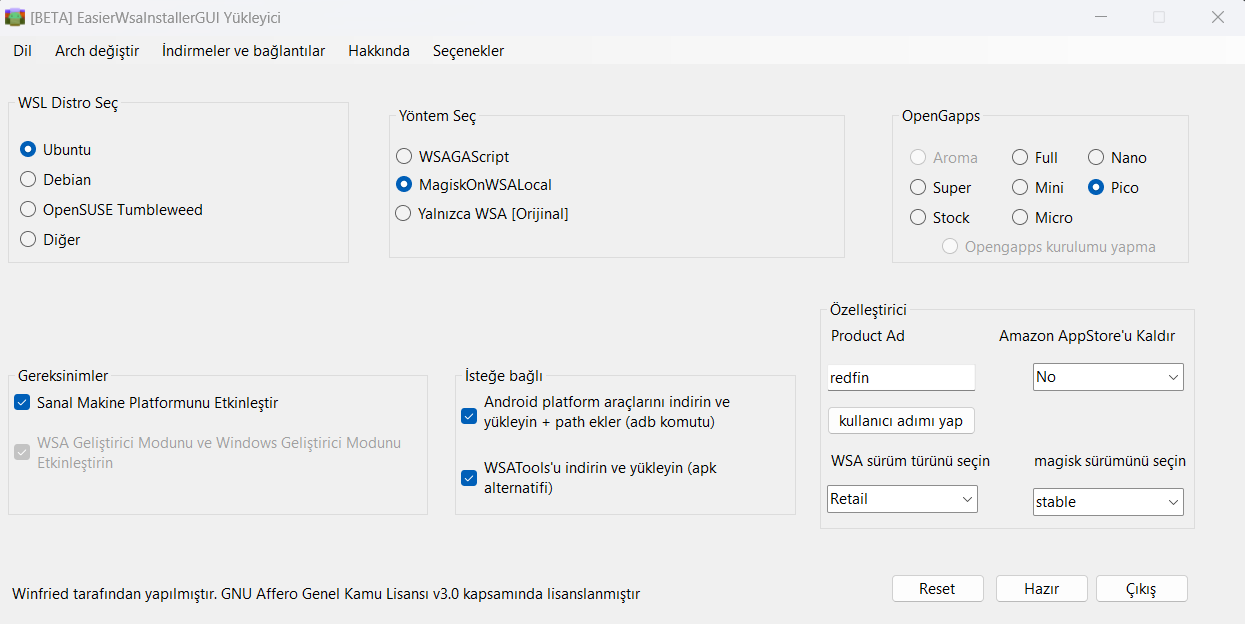 [BETA] EasierWsaInstallerGUI Yükleyici
Dil Arch değiştir İndirmeler ve bağlantılar Hakkında Seçenekler
WSL Distro Seç
Ubuntu
Debian
OpenSUSE Tumbleweed
Diğer
Yöntem Seç
WSAGAScript
MagiskOnWSALocal
Yalnızca WSA [Orijinal]
OpenGapps
Aroma Full Nano
Super Mini Pico
Stock Micro
Opengapps kurulumu yapma
Gereksinimler
Sanal Makine Platformunu Etkinleştir
WSA Geliştirici Modunu ve Windows Geliştirici Modunu
Etkinleştirin
İsteğe bağlı
Android platform araçlarını indirin ve
yükleyin + path ekler (adb komutu)
WSATools'u indirin ve yükleyin (apk
alternatifi)
Özelleştirici
Product Ad Amazon AppStore'u Kaldır
redfin No
kullanıcı adımı yap
WSA sürüm türünü seçin magisk sürümünü seçin
Retail stable
Winfried tarafından yapılmıştır. GNU Affero Genel Kamu Lisansı v3.0 kapsamında lisanslanmıştır
Reset Hazır Çıkış